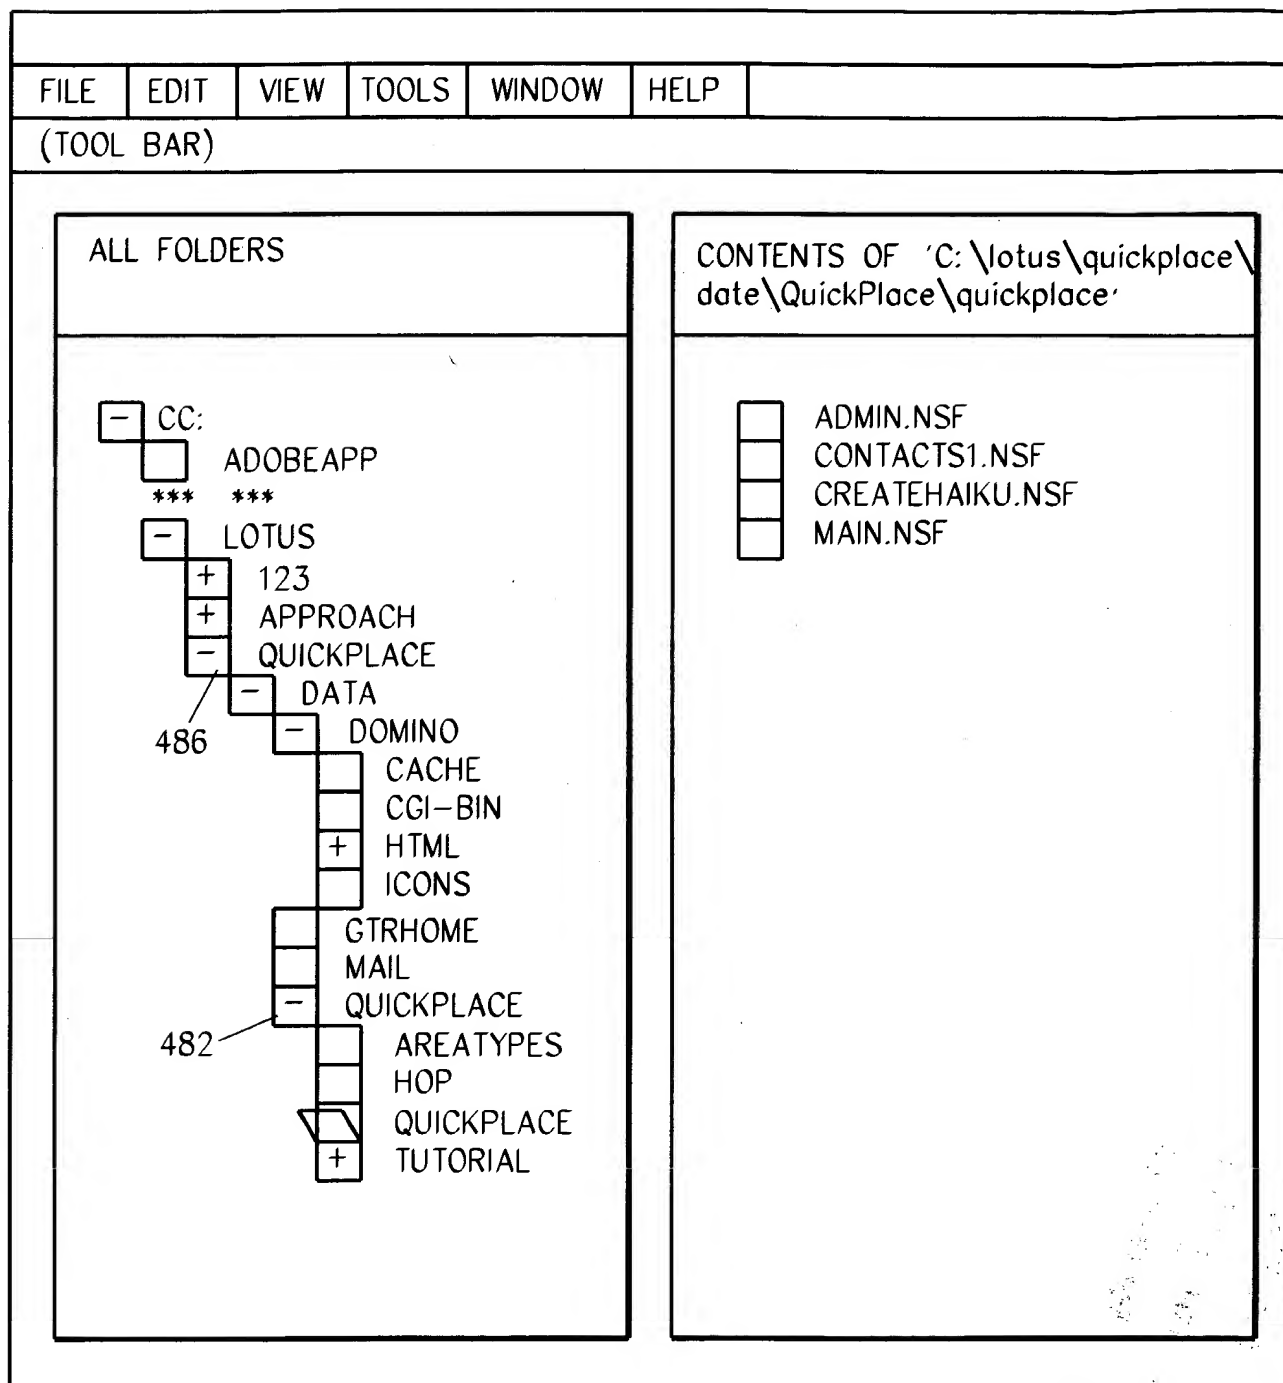 FILE EDIT VIEW TOOLS WINDOW HELP
(TOOL BAR)
ALL FOLDERS
- CC:
ADOBEAPP
*** ***
- LOTUS
+ 123
+ APPROACH
- QUICKPLACE
- DATA
486
- DOMINO
CACHE
CGI-BIN
+ HTML
ICONS
GTRHOME
MAIL
- QUICKPLACE
482
AREATYPES
HOP
QUICKPLACE
+ TUTORIAL
CONTENTS OF 'C:\lotus\quickplace\
date\QuickPlace\quickplace'
ADMIN.NSF
CONTACTS1.NSF
CREATEHAIKU.NSF
MAIN.NSF